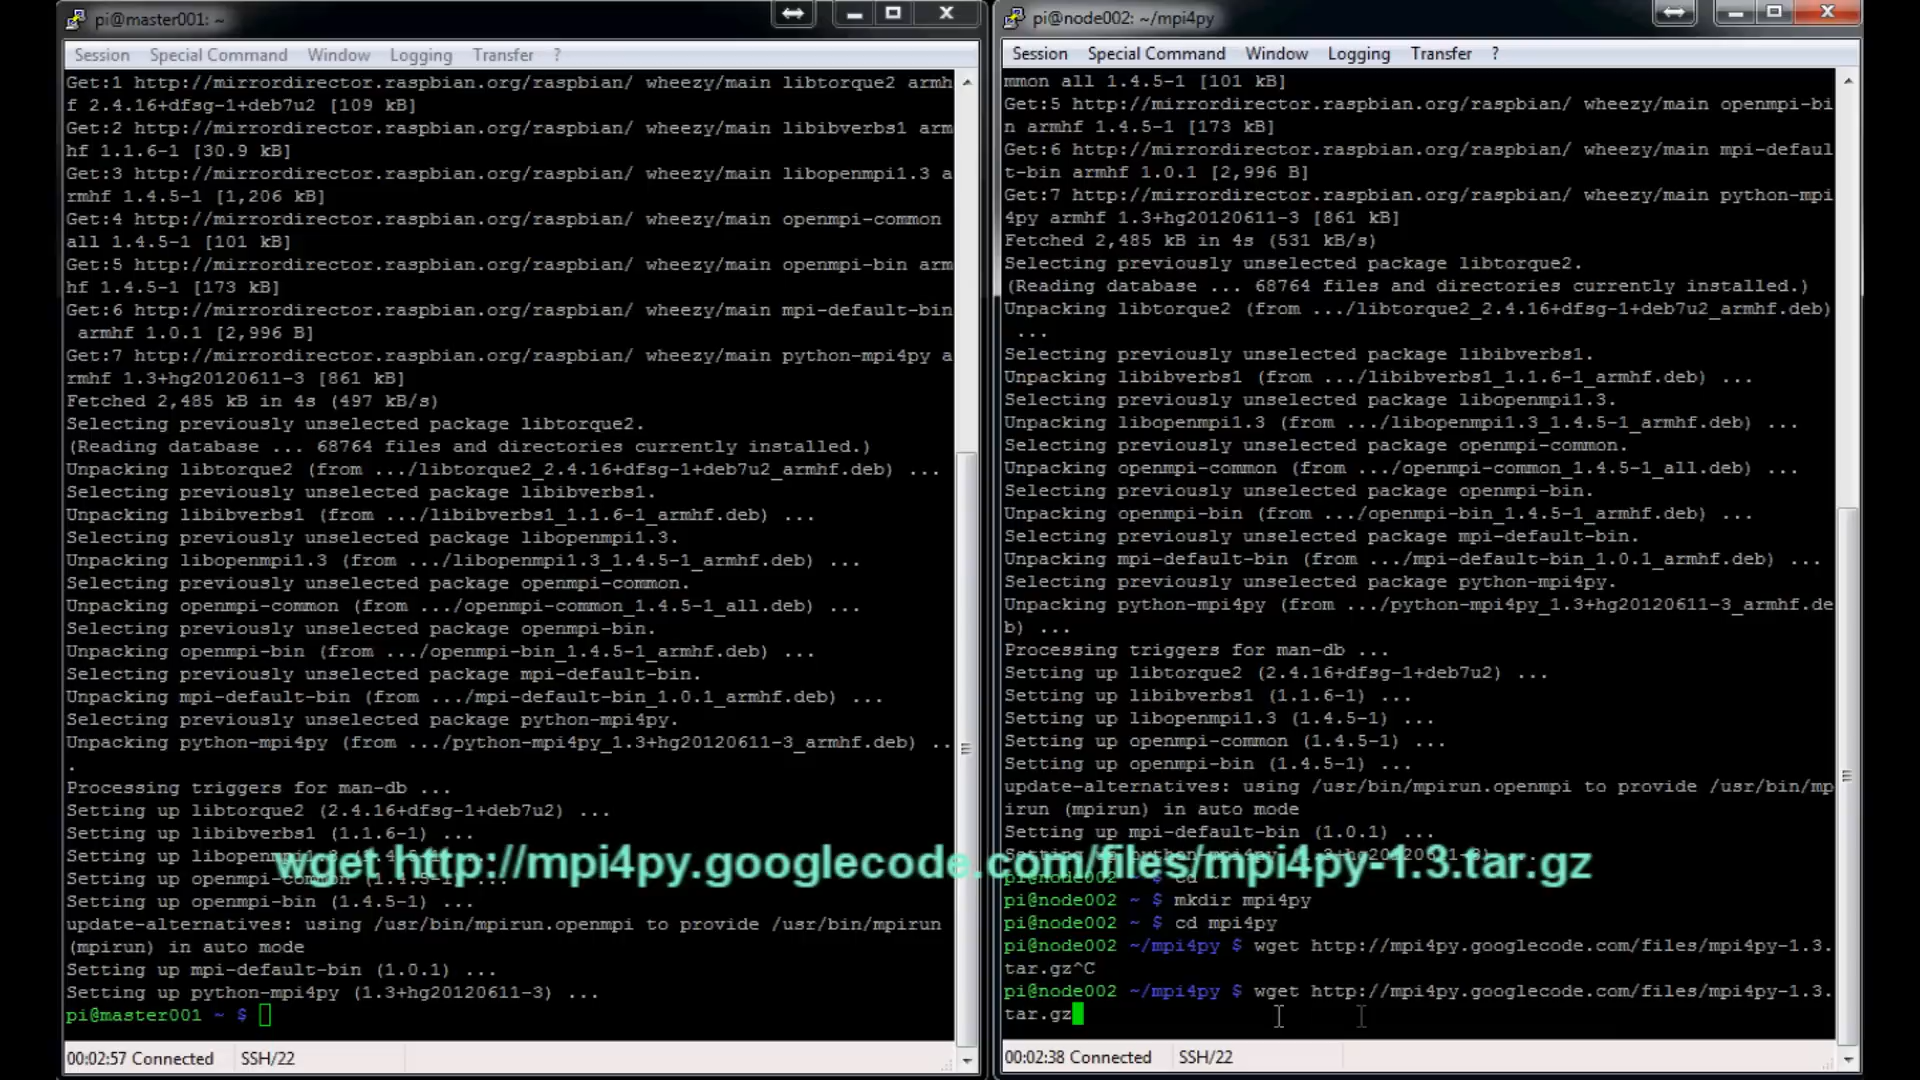 pi@master001: ~
Session Special Command Window Logging Transfer ?
Get:1 http://mirrordirector.raspbian.org/raspbian/ wheezy/main libtorque2 armh
f 2.4.16+dfsg-1+deb7u2 [109 kB]
Get:2 http://mirrordirector.raspbian.org/raspbian/ wheezy/main libibverbs1 arm
hf 1.1.6-1 [30.9 kB]
Get:3 http://mirrordirector.raspbian.org/raspbian/ wheezy/main libopenmpi1.3 a
rmhf 1.4.5-1 [1,206 kB]
Get:4 http://mirrordirector.raspbian.org/raspbian/ wheezy/main openmpi-common
all 1.4.5-1 [101 kB]
Get:5 http://mirrordirector.raspbian.org/raspbian/ wheezy/main openmpi-bin arm
hf 1.4.5-1 [173 kB]
Get:6 http://mirrordirector.raspbian.org/raspbian/ wheezy/main mpi-default-bin
armhf 1.0.1 [2,996 B]
Get:7 http://mirrordirector.raspbian.org/raspbian/ wheezy/main python-mpi4py a
rmhf 1.3+hg20120611-3 [861 kB]
Fetched 2,485 kB in 4s (497 kB/s)
Selecting previously unselected package libtorque2.
(Reading database ... 68764 files and directories currently installed.)
Unpacking libtorque2 (from .../libtorque2_2.4.16+dfsg-1+deb7u2_armhf.deb) ...
Selecting previously unselected package libibverbs1.
Unpacking libibverbs1 (from .../libibverbs1_1.1.6-1_armhf.deb) ...
Selecting previously unselected package libopenmpi1.3.
Unpacking libopenmpi1.3 (from .../libopenmpi1.3_1.4.5-1_armhf.deb) ...
Selecting previously unselected package openmpi-common.
Unpacking openmpi-common (from .../openmpi-common_1.4.5-1_all.deb) ...
Selecting previously unselected package openmpi-bin.
Unpacking openmpi-bin (from .../openmpi-bin_1.4.5-1_armhf.deb) ...
Selecting previously unselected package mpi-default-bin.
Unpacking mpi-default-bin (from .../mpi-default-bin_1.0.1_armhf.deb) ...
Selecting previously unselected package python-mpi4py.
Unpacking python-mpi4py (from .../python-mpi4py_1.3+hg20120611-3_armhf.deb) ..
.
Processing triggers for man-db ...
Setting up libtorque2 (2.4.16+dfsg-1+deb7u2) ...
Setting up libibverbs1 (1.1.6-1) ...
Setting up libopenmpi1.3 (1.4.5-1) ...
Setting up openmpi-common (1.4.5-1) ...
Setting up openmpi-bin (1.4.5-1) ...
update-alternatives: using /usr/bin/mpirun.openmpi to provide /usr/bin/mpirun
(mpirun) in auto mode
Setting up mpi-default-bin (1.0.1) ...
Setting up python-mpi4py (1.3+hg20120611-3) ...
pi@master001 ~ $
00:02:57 Connected SSH/22
pi@node002: ~/mpi4py
Session Special Command Window Logging Transfer ?
mmon all 1.4.5-1 [101 kB]
Get:5 http://mirrordirector.raspbian.org/raspbian/ wheezy/main openmpi-bi
n armhf 1.4.5-1 [173 kB]
Get:6 http://mirrordirector.raspbian.org/raspbian/ wheezy/main mpi-defaul
t-bin armhf 1.0.1 [2,996 B]
Get:7 http://mirrordirector.raspbian.org/raspbian/ wheezy/main python-mpi
4py armhf 1.3+hg20120611-3 [861 kB]
Fetched 2,485 kB in 4s (531 kB/s)
Selecting previously unselected package libtorque2.
(Reading database ... 68764 files and directories currently installed.)
Unpacking libtorque2 (from .../libtorque2_2.4.16+dfsg-1+deb7u2_armhf.deb)
...
Selecting previously unselected package libibverbs1.
Unpacking libibverbs1 (from .../libibverbs1_1.1.6-1_armhf.deb) ...
Selecting previously unselected package libopenmpi1.3.
Unpacking libopenmpi1.3 (from .../libopenmpi1.3_1.4.5-1_armhf.deb) ...
Selecting previously unselected package openmpi-common.
Unpacking openmpi-common (from .../openmpi-common_1.4.5-1_all.deb) ...
Selecting previously unselected package openmpi-bin.
Unpacking openmpi-bin (from .../openmpi-bin_1.4.5-1_armhf.deb) ...
Selecting previously unselected package mpi-default-bin.
Unpacking mpi-default-bin (from .../mpi-default-bin_1.0.1_armhf.deb) ...
Selecting previously unselected package python-mpi4py.
Unpacking python-mpi4py (from .../python-mpi4py_1.3+hg20120611-3_armhf.de
b) ...
Processing triggers for man-db ...
Setting up libtorque2 (2.4.16+dfsg-1+deb7u2) ...
Setting up libibverbs1 (1.1.6-1) ...
Setting up libopenmpi1.3 (1.4.5-1) ...
Setting up openmpi-common (1.4.5-1) ...
Setting up openmpi-bin (1.4.5-1) ...
update-alternatives: using /usr/bin/mpirun.openmpi to provide /usr/bin/mp
irun (mpirun) in auto mode
Setting up mpi-default-bin (1.0.1) ...
Setting up python-mpi4py (1.3+hg20120611-3) ...
pi@node002 ~ $ cd ~
pi@node002 ~ $ mkdir mpi4py
pi@node002 ~ $ cd mpi4py
pi@node002 ~/mpi4py $ wget http://mpi4py.googlecode.com/files/mpi4py-1.3.
tar.gz^C
pi@node002 ~/mpi4py $ wget http://mpi4py.googlecode.com/files/mpi4py-1.3.
tar.gz
00:02:38 Connected SSH/22
wget http://mpi4py.googlecode.com/files/mpi4py-1.3.tar.gz